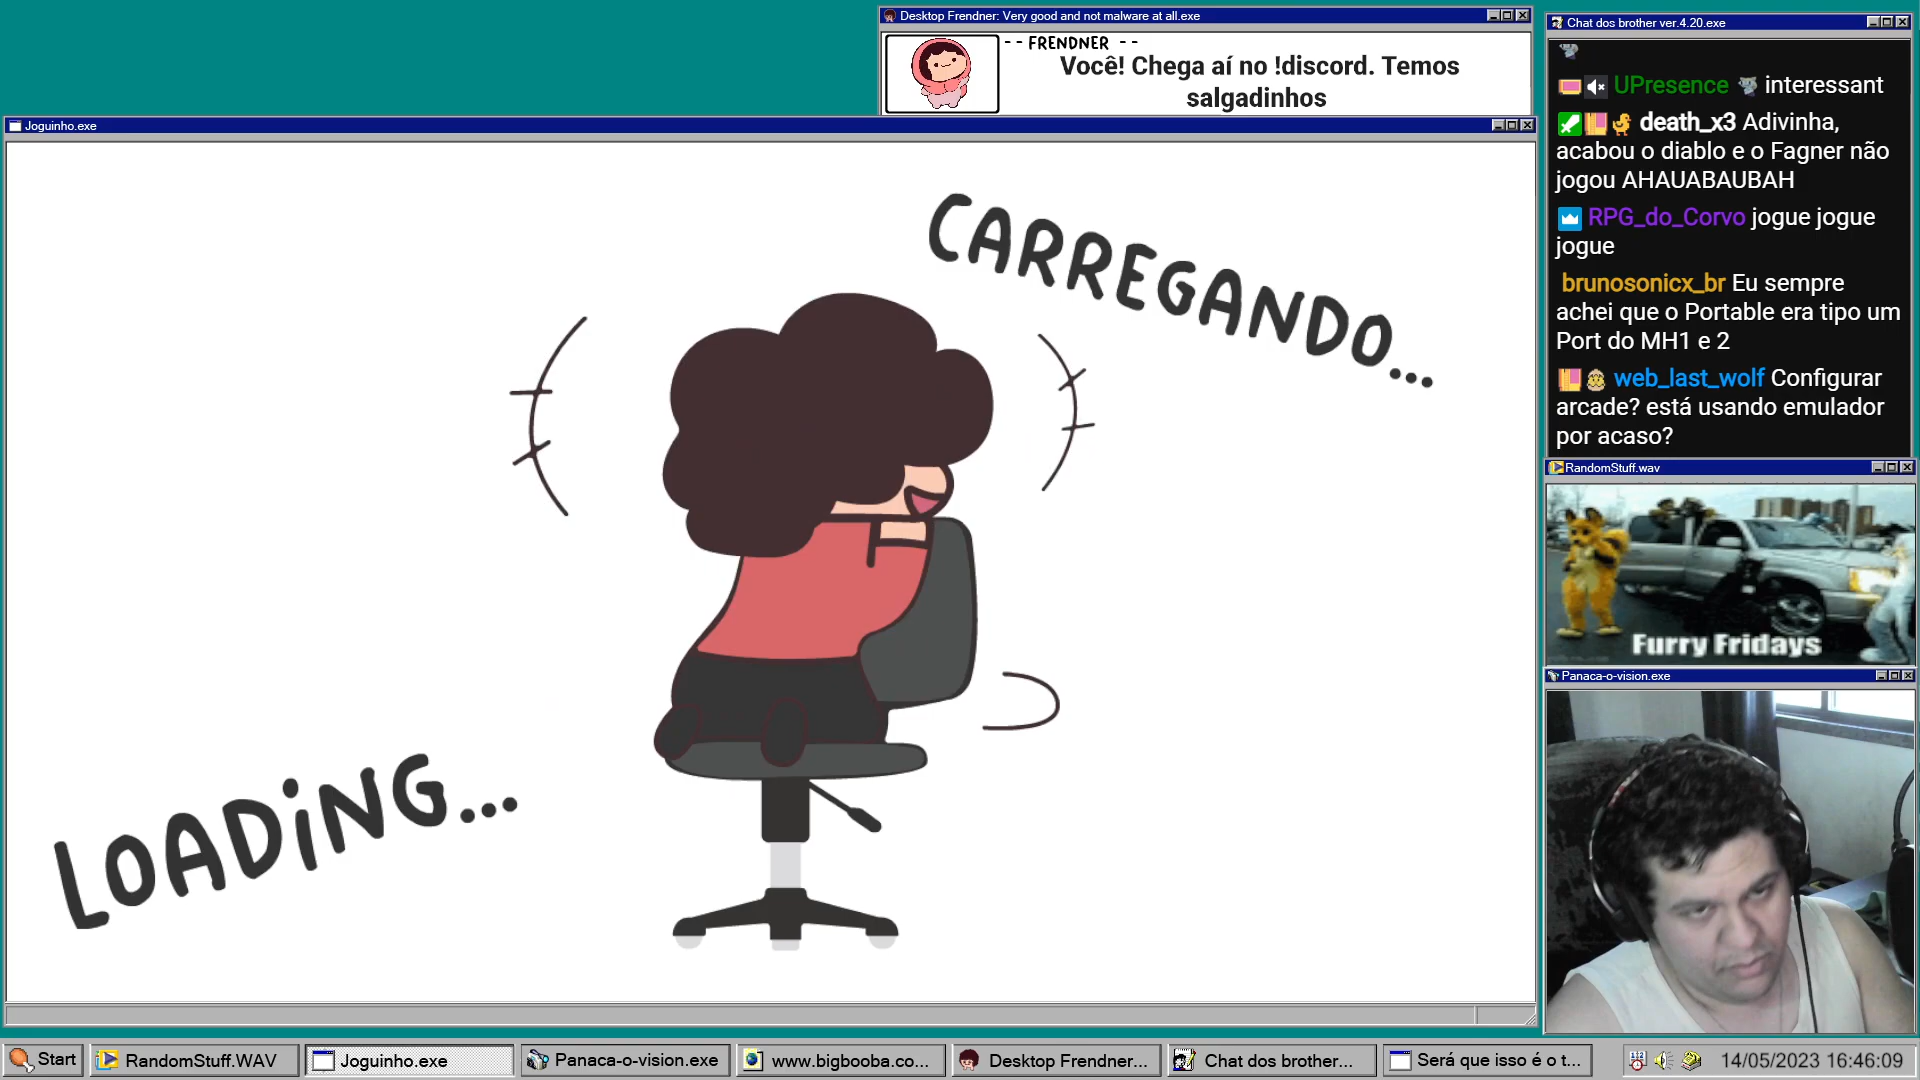 Desktop Frendner: Very good and not malware at all.exe
-- FRENDNER --
Você! Chega aí no !discord. Temos
salgadinhos
Joguinho.exe
CARREGANDO...
LOADING...
Chat dos brother ver.4.20.exe
UPresence interessant
death_x3 Adivinha,
acabou o diablo e o Fagner não
jogou AHAUABAUBAH
RPG_do_Corvo jogue jogue
jogue
brunosonicx_br Eu sempre
achei que o Portable era tipo um
Port do MH1 e 2
web_last_wolf Configurar
arcade? está usando emulador
por acaso?
RandomStuff.wav
Furry Fridays
Panaca-o-vision.exe
Start
RandomStuff.WAV
Joguinho.exe
Panaca-o-vision.exe
www.bigbooba.co...
Desktop Frendner...
Chat dos brother...
Será que isso é o t...
14/05/2023 16:46:09